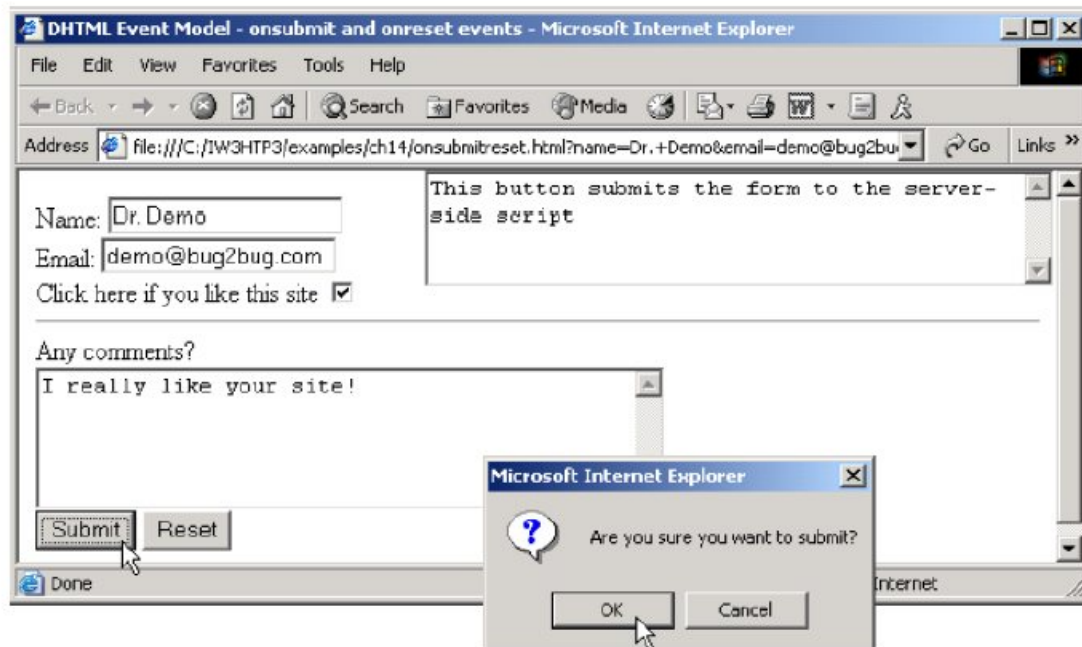 DHTML Event Model - onsubmit and onreset events - Microsoft Internet Explorer
File Edit View Favorites Tools Help
Back Search Favorites Media
Address file:///C:/IW3HTP3/examples/ch14/onsubmitreset.html?name=Dr.+Demo&email=demo@bug2bu Go Links »
This button submits the form to the server-
side script
Name: Dr. Demo
Email: demo@bug2bug.com
Click here if you like this site
Any comments?
I really like your site!
Submit Reset
Microsoft Internet Explorer
Are you sure you want to submit?
OK Cancel
Done Internet